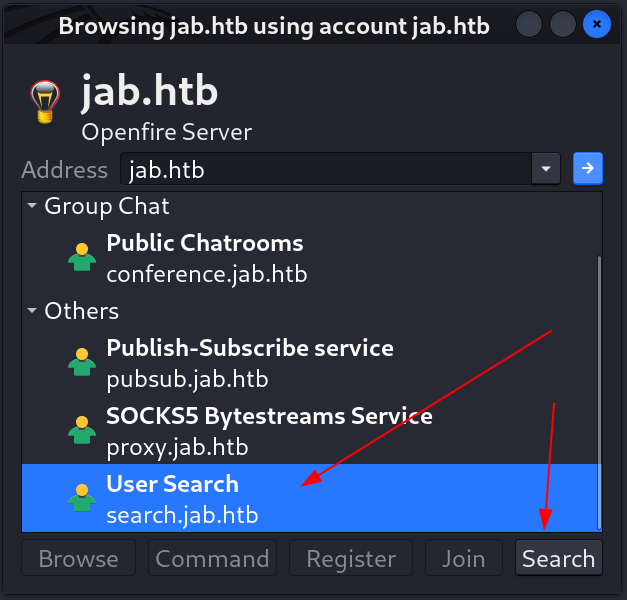 Browsing jab.htb using account jab.htb
jab.htb
Openfire Server
Address jab.htb
Group Chat
Public Chatrooms
conference.jab.htb
Others
Publish-Subscribe service
pubsub.jab.htb
SOCKS5 Bytestreams Service
proxy.jab.htb
User Search
search.jab.htb
Browse Command Register Join Search